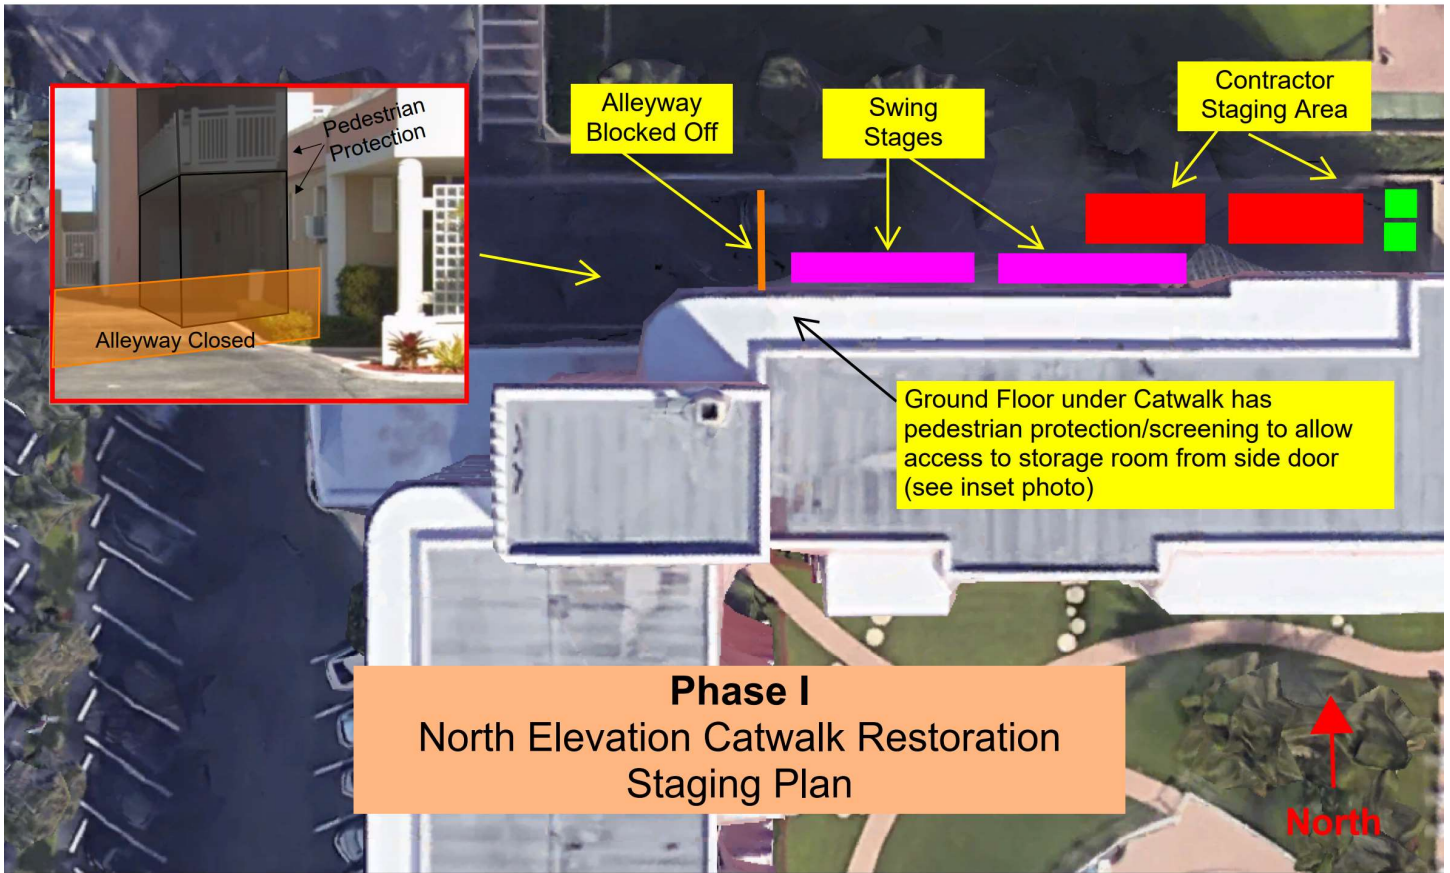 Pedestrian
Protection
Alleyway Closed
Alleyway
Blocked Off
Swing
Stages
Contractor
Staging Area
Ground Floor under Catwalk has
pedestrian protection/screening to allow
access to storage room from side door
(see inset photo)
Phase I
North Elevation Catwalk Restoration
Staging Plan
North